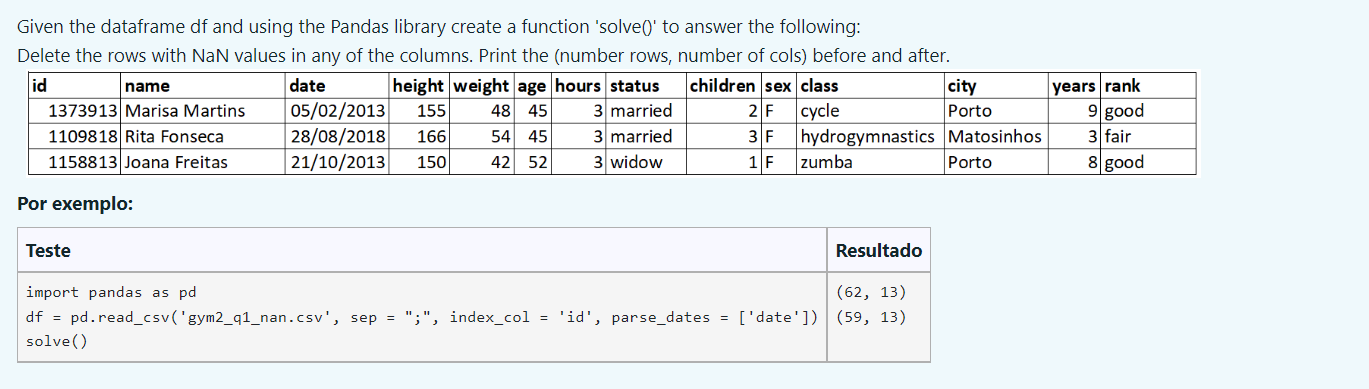 Given the dataframe df and using the Pandas library create a function 'solve()' to answer the following:
Delete the rows with NaN values in any of the columns. Print the (number rows, number of cols) before and after.
id name date height weight age hours status children sex class city years rank
1373913 Marisa Martins 05/02/2013 155 48 45 3 married 2 F cycle Porto 9 good
1109818 Rita Fonseca 28/08/2018 166 54 45 3 married 3 F hydrogymnastics Matosinhos 3 fair
1158813 Joana Freitas 21/10/2013 150 42 52 3 widow 1 F zumba Porto 8 good
Por exemplo:
Teste Resultado
import pandas as pd (62, 13)
df = pd.read_csv('gym2_q1_nan.csv', sep = ";", index_col = 'id', parse_dates = ['date']) (59, 13)
solve()